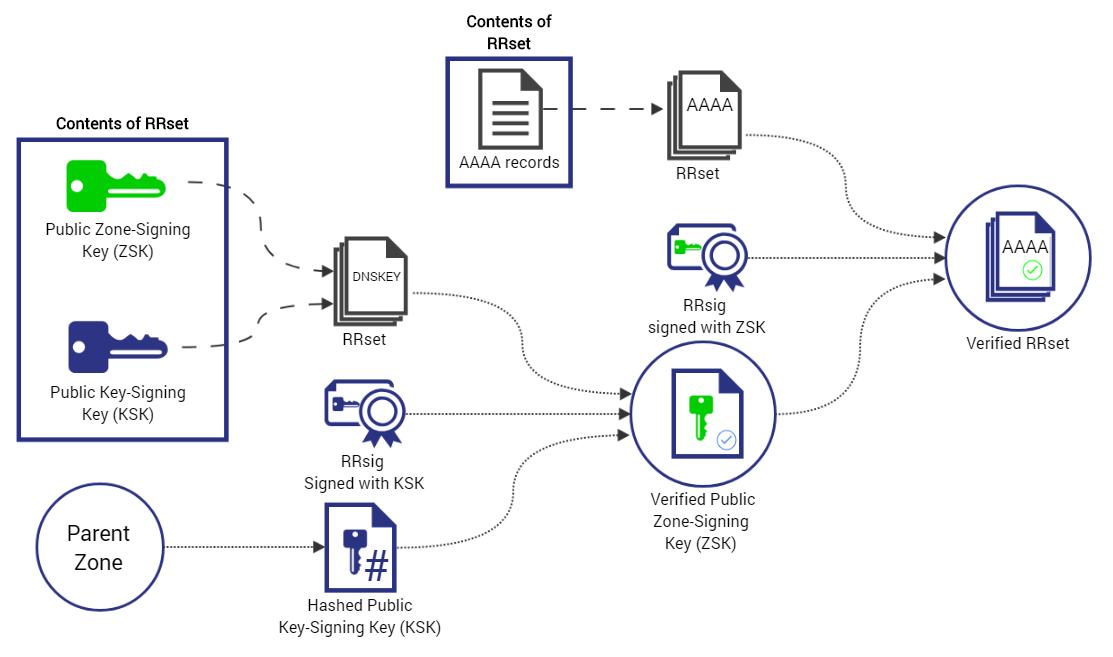 Contents of
RRset
AAAA records
AAAA
RRset
Contents of RRset
Public Zone-Signing
Key (ZSK)
Public Key-Signing
Key (KSK)
DNSKEY
RRset
RRsig
signed with ZSK
AAAA
Verified RRset
RRsig
Signed with KSK
Verified Public
Zone-Signing
Key (ZSK)
Parent
Zone
#
Hashed Public
Key-Signing Key (KSK)